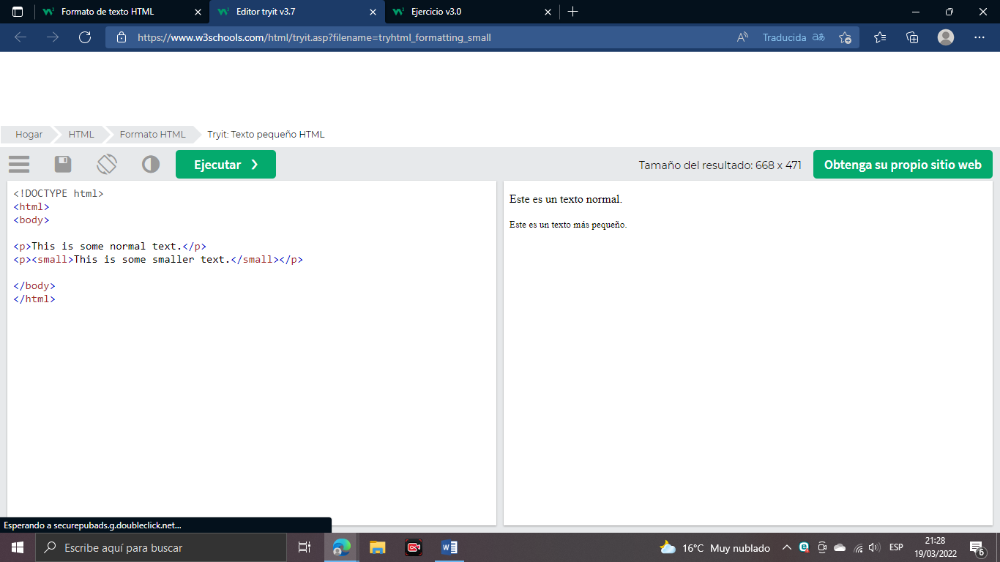 Formato de texto HTML
Editor tryit v3.7
Ejercicio v3.0
https://www.w3schools.com/html/tryit.asp?filename=tryhtml_formatting_small
Traducida
Hogar
HTML
Formato HTML
Tryit: Texto pequeño HTML
Ejecutar ❯
Tamaño del resultado: 668 x 471
Obtenga su propio sitio web
<!DOCTYPE html>
<html>
<body>
<p>This is some normal text.</p>
<p><small>This is some smaller text.</small></p>
</body>
</html>
Este es un texto normal.
Este es un texto más pequeño.
Esperando a securepubads.g.doubleclick.net...
Escribe aquí para buscar
16°C Muy nublado
ESP
21:28
19/03/2022
6